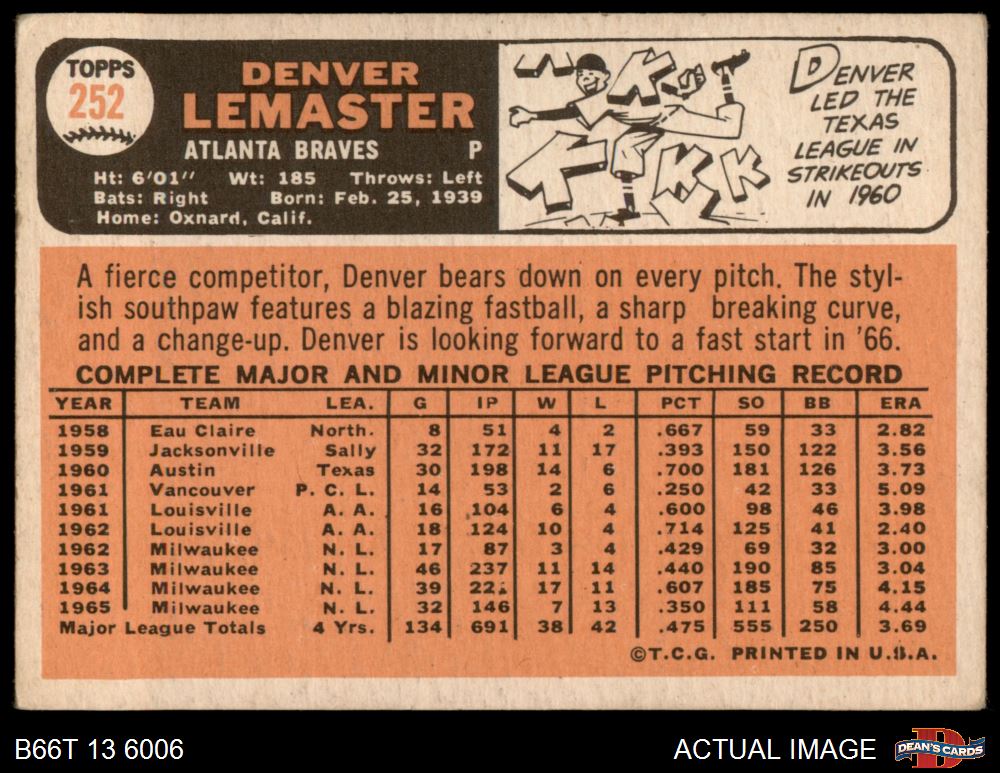 TOPPS
252
DENVER
LEMASTER
ATLANTA BRAVES P
Ht: 6'01" Wt: 185 Throws: Left
Bats: Right Born: Feb. 25, 1939
Home: Oxnard, Calif.
K K K K
DENVER
LED THE
TEXAS
LEAGUE IN
STRIKEOUTS
IN 1960
A fierce competitor, Denver bears down on every pitch. The styl-
ish southpaw features a blazing fastball, a sharp breaking curve,
and a change-up. Denver is looking forward to a fast start in '66.
COMPLETE MAJOR AND MINOR LEAGUE PITCHING RECORD
YEAR TEAM LEA. G IP W L PCT SO BB ERA
1958 Eau Claire North. 8 51 4 2 .667 59 33 2.82
1959 Jacksonville Sally 32 172 11 17 .393 150 122 3.56
1960 Austin Texas 30 198 14 6 .700 181 126 3.73
1961 Vancouver P. C. L. 14 53 2 6 .250 42 33 5.09
1961 Louisville A. A. 16 104 6 4 .600 98 46 3.98
1962 Louisville A. A. 18 124 10 4 .714 125 41 2.40
1962 Milwaukee N. L. 17 87 3 4 .429 69 32 3.00
1963 Milwaukee N. L. 46 237 11 14 .440 190 85 3.04
1964 Milwaukee N. L. 39 17 11 .607 185 75 4.15
1965 Milwaukee N. L. 32 146 7 13 .350 111 58 4.44
Major League Totals 4 Yrs. 134 691 38 42 .475 555 250 3.69
©T.C.G. PRINTED IN U.S.A.
B66T 13 6006
ACTUAL IMAGE
DEAN'S CARDS